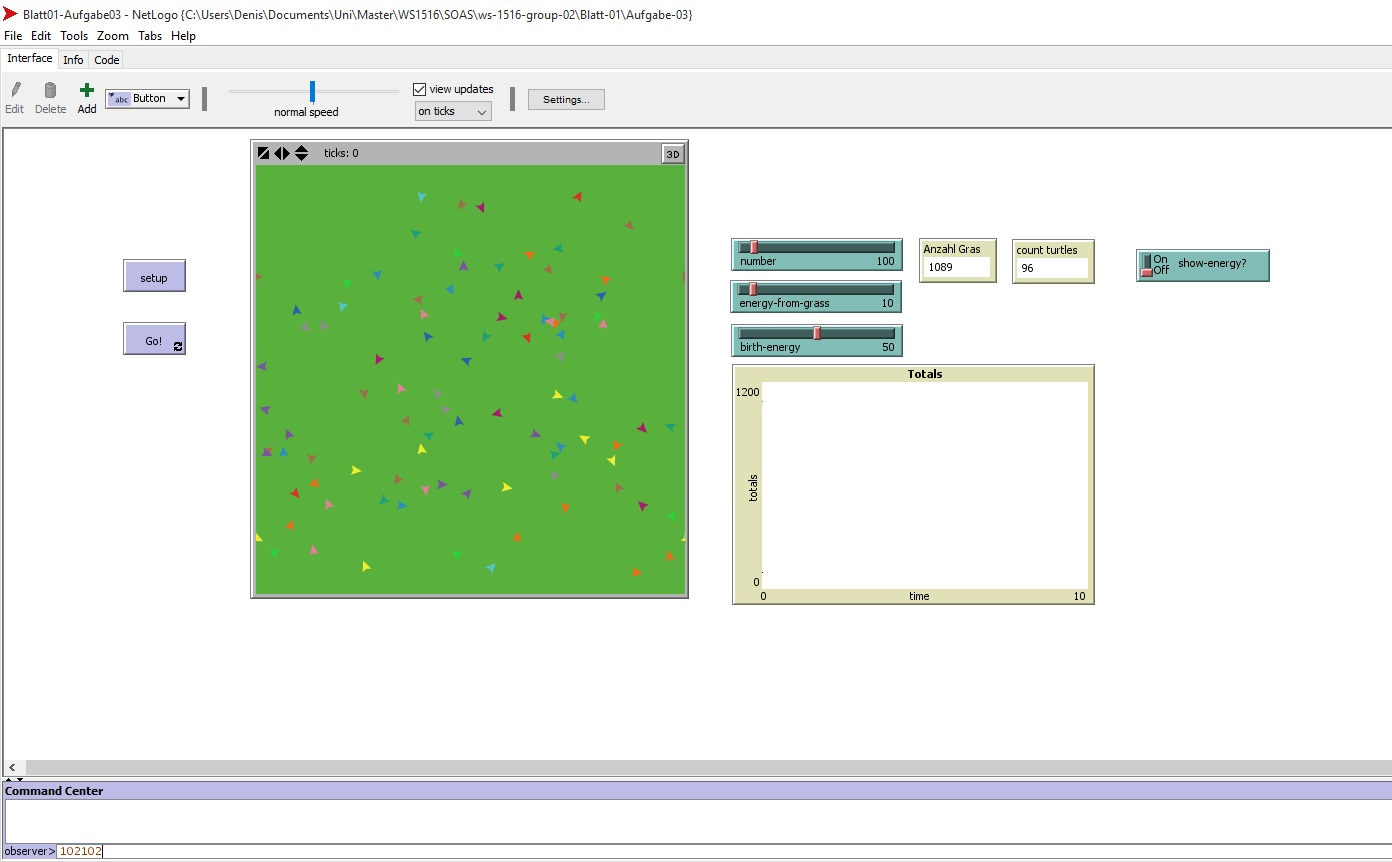 Blatt01-Aufgabe03 - NetLogo {C:\Users\Denis\Documents\Uni\Master\WS1516\SOAS\ws-1516-group-02\Blatt-01\Aufgabe-03}
File Edit Tools Zoom Tabs Help
Interface Info Code
Edit Delete Add abc Button normal speed view updates on ticks Settings...
ticks: 0 3D
setup
Go!
number 100
energy-from-grass 10
birth-energy 50
Anzahl Gras
1089
count turtles
96
On
Off
show-energy?
Totals
1200
totals
0
0 time 10
Command Center
observer> 102102